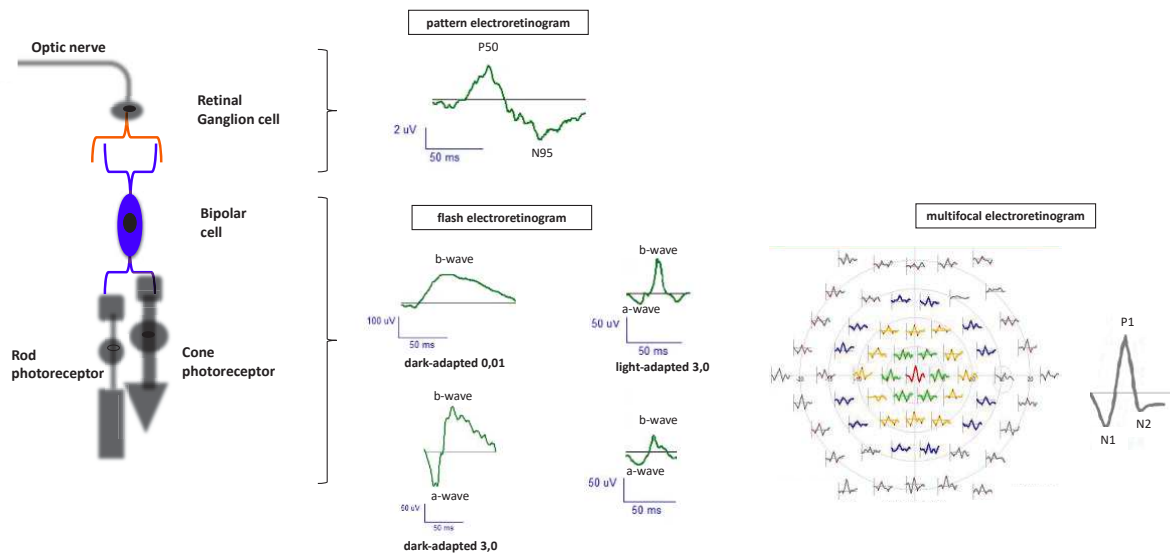 pattern electroretinogram
Optic nerve
P50
Retinal
Ganglion cell
2 uV
50 ms
N95
Bipolar
cell
flash electroretinogram
multifocal electroretinogram
b-wave
100 uV
50 ms
dark-adapted 0,01
b-wave
a-wave
50 uV
50 ms
light-adapted 3,0
Rod
photoreceptor
Cone
photoreceptor
b-wave
a-wave
50 uV
50 ms
dark-adapted 3,0
b-wave
a-wave
50 uV
50 ms
P1
N1
N2